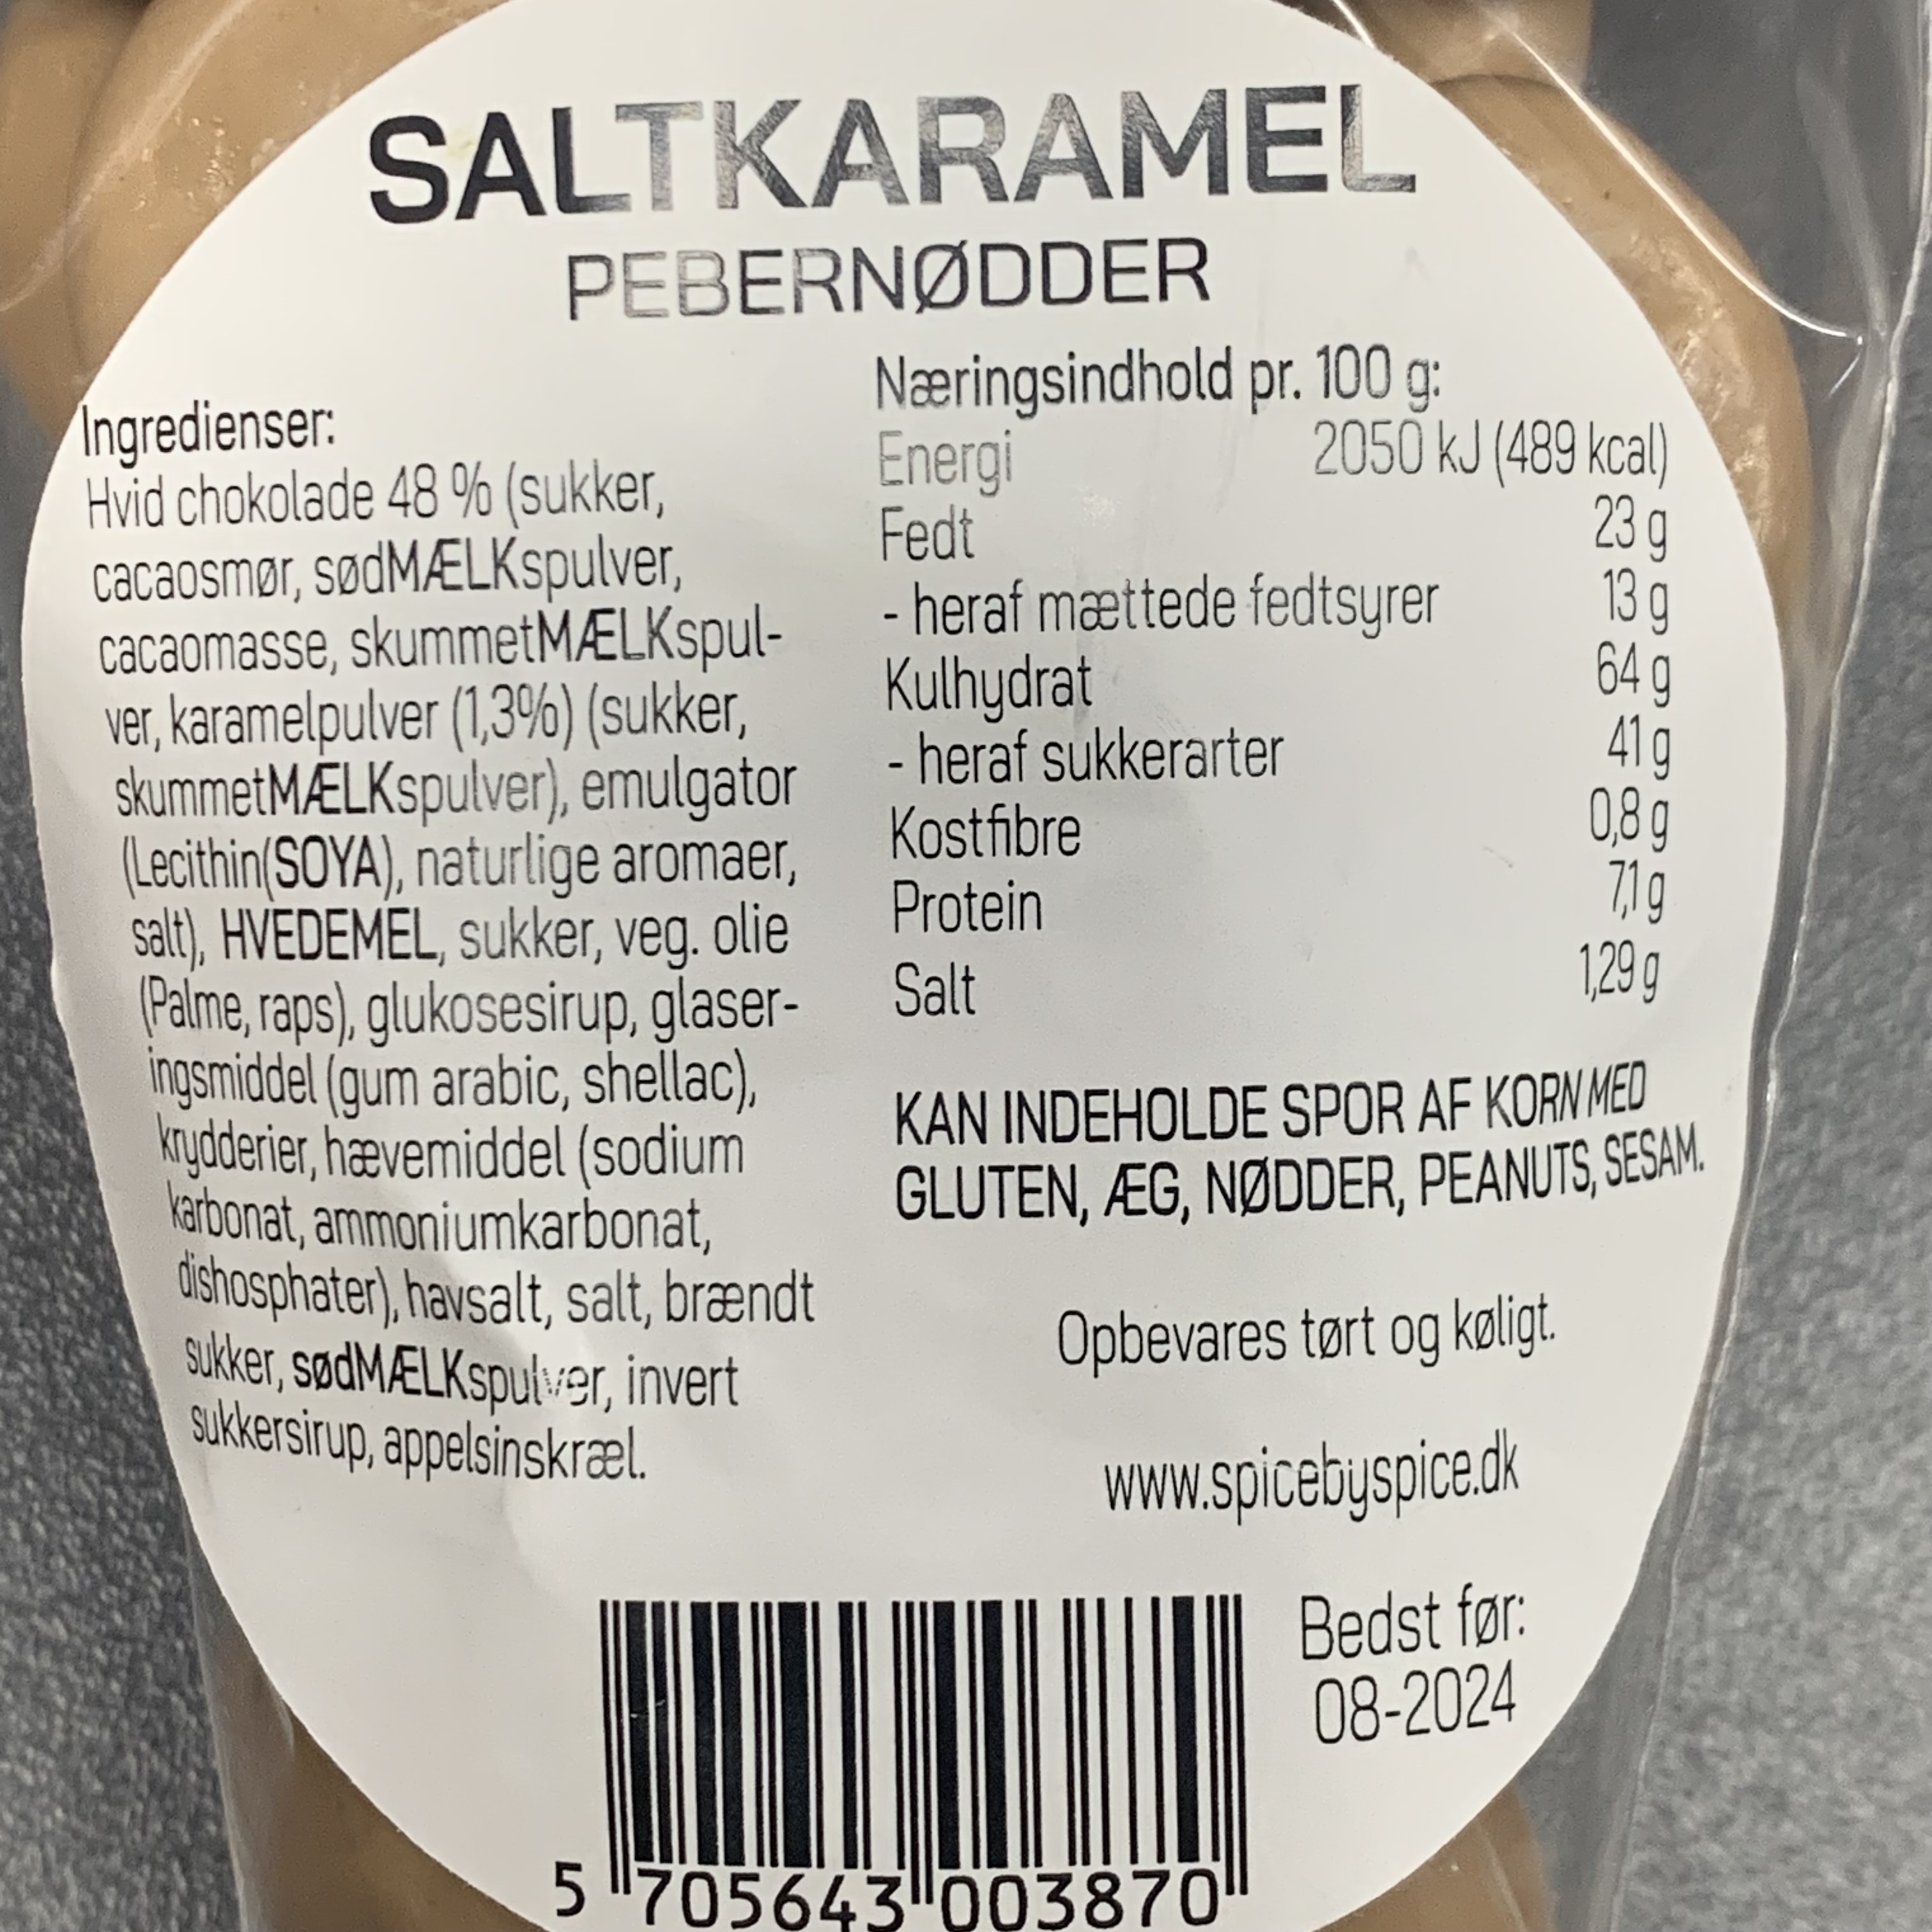 SALTKARAMEL
PEBERNØDDER
Ingredienser:
Hvid chokolade 48 % (sukker,
cacaosmør, sødMÆLKspulver,
cacaomasse, skummetMÆLKspul-
ver, karamelpulver (1,3%) (sukker,
skummetMÆLKspulver), emulgator
(Lecithin(SOYA), naturlige aromaer,
salt), HVEDEMEL, sukker, veg. olie
(Palme, raps), glukosesirup, glaser-
ingsmiddel (gum arabic, shellac),
krydderier, hævemiddel (sodium
karbonat, ammoniumkarbonat,
dishosphater), havsalt, salt, brændt
sukker, sødMÆLKspulver, invert
sukkersirup, appelsinskræl.
Næringsindhold pr. 100 g:
Energi 2050 kJ (489 kcal)
Fedt 23 g
- heraf mættede fedtsyrer 13 g
Kulhydrat 64 g
- heraf sukkerarter 41 g
Kostfibre 0,8 g
Protein 7,1 g
Salt 1,29 g
KAN INDEHOLDE SPOR AF KORN MED
GLUTEN, ÆG, NØDDER, PEANUTS, SESAM.
Opbevares tørt og køligt.
www.spicebyspice.dk
Bedst før:
08-2024
5 705643 003870